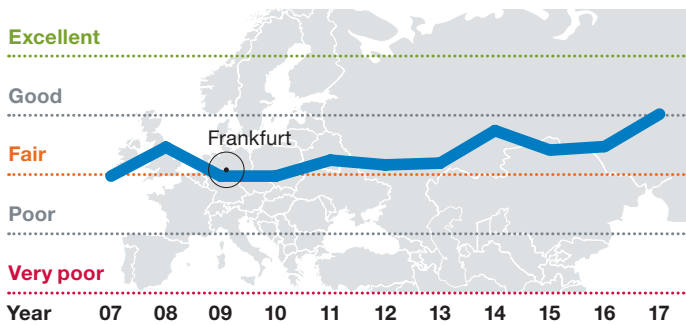 Excellent
Good
Frankfurt
Fair
Poor
Very poor
Year 07 08 09 10 11 12 13 14 15 16 17